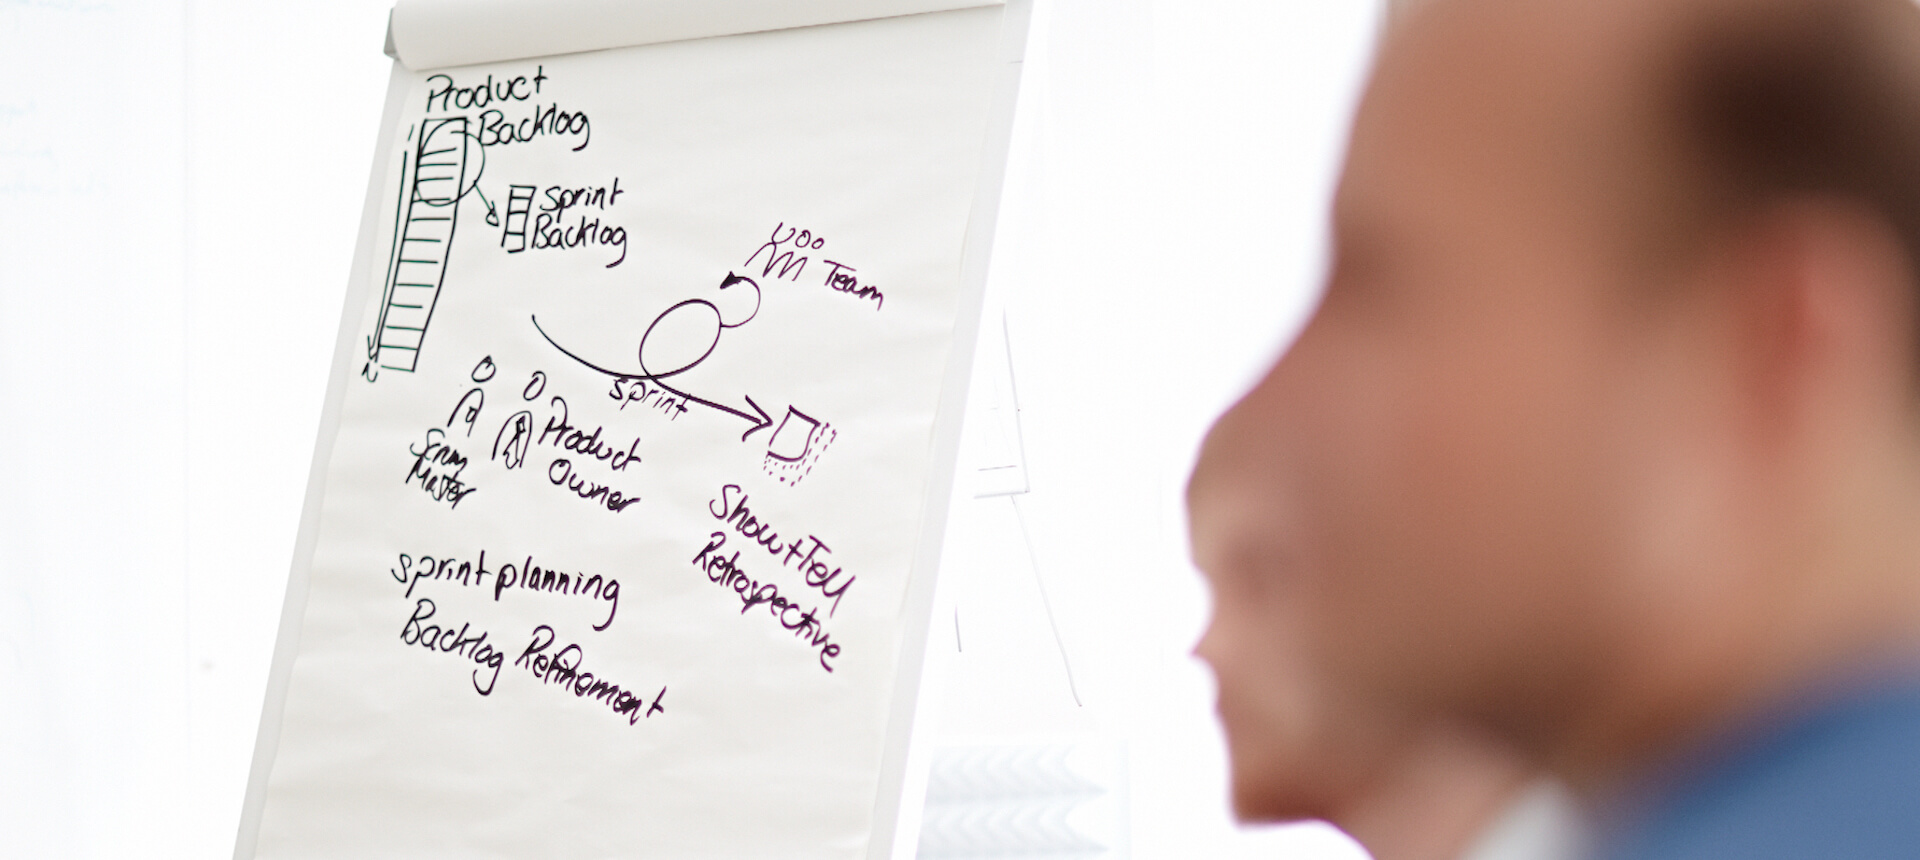 Product
Backlog
Sprint
Backlog
Team
sprint
Scrum
Master
Product
Owner
Show+Tell
Retrospective
sprint planning
Backlog Refinement